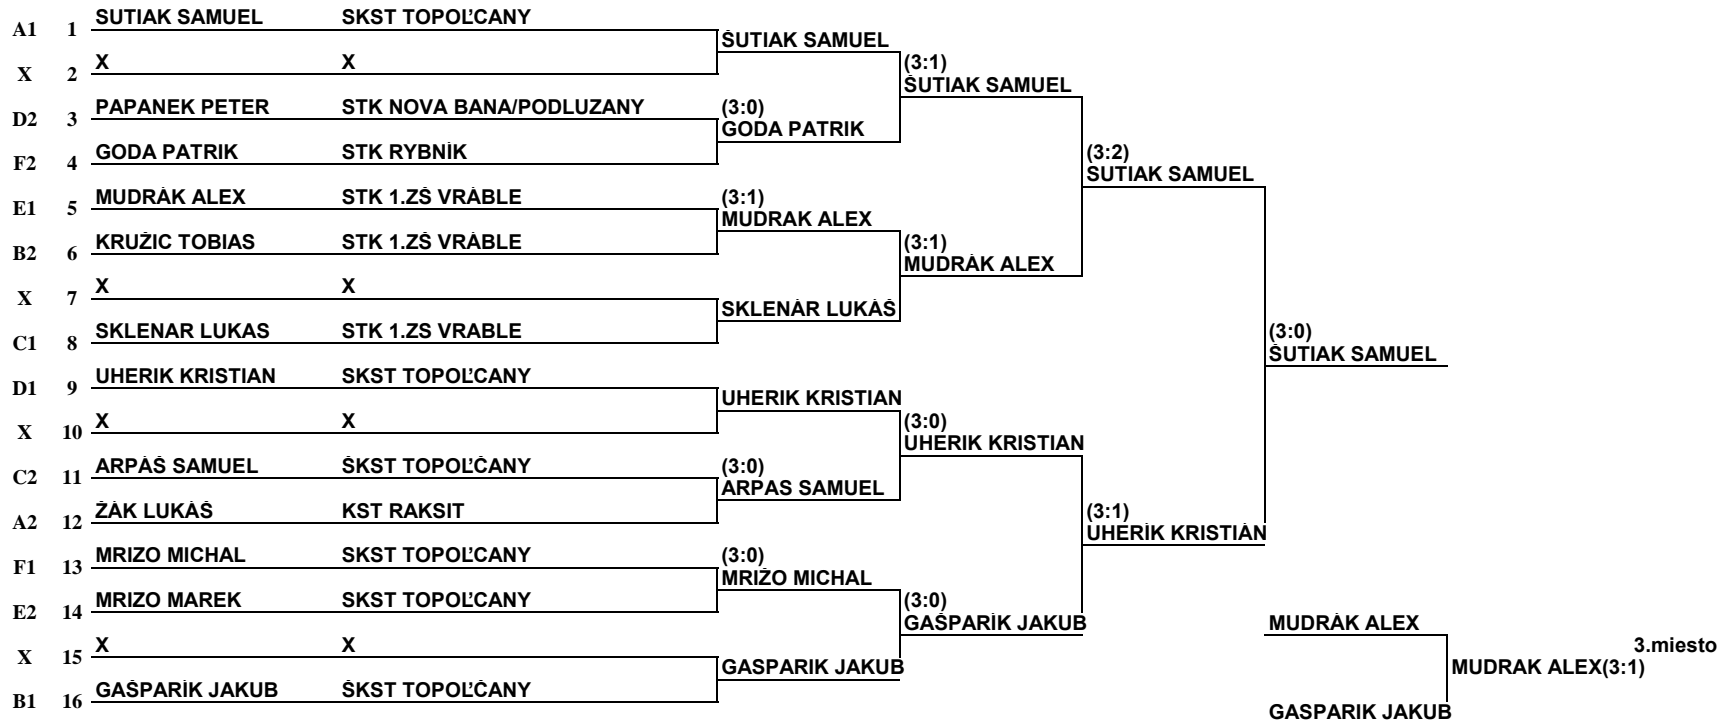 A1 1 SUTIAK SAMUEL SKST TOPOĽCANY
ŠUTIAK SAMUEL
X 2 X X (3:1)
ŠUTIAK SAMUEL
D2 3 PAPANEK PETER STK NOVA BANA/PODLUZANY (3:0)
GODA PATRIK
F2 4 GODA PATRIK STK RYBNÍK (3:2)
SUTIAK SAMUEL
E1 5 MUDRÁK ALEX STK 1.ZŠ VRÁBLE (3:1)
MUDRAK ALEX
B2 6 KRUŽIC TOBIAS STK 1.ZŠ VRÁBLE (3:1)
MUDRÁK ALEX
X 7 X X
SKLENÁR LUKÁŠ
C1 8 SKLENAR LUKAS STK 1.ZS VRABLE (3:0)
ŠUTIAK SAMUEL
D1 9 UHERIK KRISTIAN SKST TOPOĽCANY
UHERIK KRISTIAN
X 10 X X (3:0)
UHERIK KRISTIAN
C2 11 ARPÁŠ SAMUEL ŠKST TOPOĽČANY (3:0)
ARPAS SAMUEL
A2 12 ŽÁK LUKÁŠ KST RAKSIT (3:1)
UHERÍK KRISTIÁN
F1 13 MRIZO MICHAL SKST TOPOĽCANY (3:0)
MRIŽO MICHAL
E2 14 MRIZO MAREK SKST TOPOĽCANY (3:0)
GAŠPARÍK JAKUB MUDRÁK ALEX
X 15 X X 3.miesto
GASPARIK JAKUB MUDRAK ALEX(3:1)
B1 16 GAŠPARÍK JAKUB ŠKST TOPOĽČANY
GASPARIK JAKUB